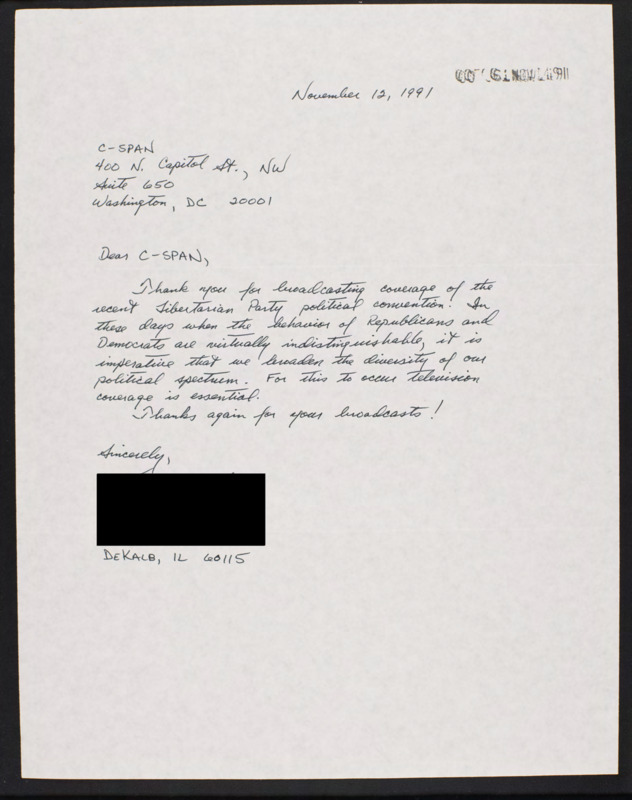 November 12, 1991
C-SPAN
400 N. Capitol St., NW
Suite 650
Washington, DC 20001
Dear C-SPAN,
Thank you for broadcasting coverage of the
recent Libertarian Party political convention. In
these days when the behavior of Republicans and
Democrats are virtually indistinguishable, it is
imperative that we broaden the diversity of our
political spectrum. For this to occur television
coverage is essential.
Thanks again for your broadcasts!
Sincerely,
DeKalb, IL 60115